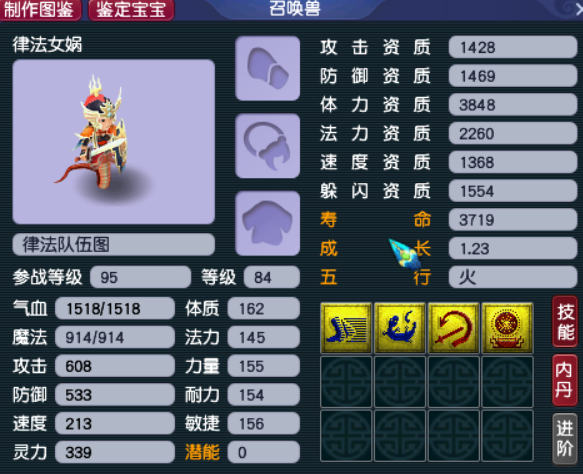 制作图鉴 鉴定宝宝 召唤兽
律法女娲
律法队伍图
参战等级 95 等级 84
气血 1518/1518 体质 162
魔法 914/914 法力 145
攻击 608 力量 155
防御 533 耐力 154
速度 213 敏捷 156
灵力 339 潜能 0
攻击资质 1428
防御资质 1469
体力资质 3848
法力资质 2260
速度资质 1368
躲闪资质 1554
寿命 3719
成长 1.23
五行 火
技能
内丹
进阶